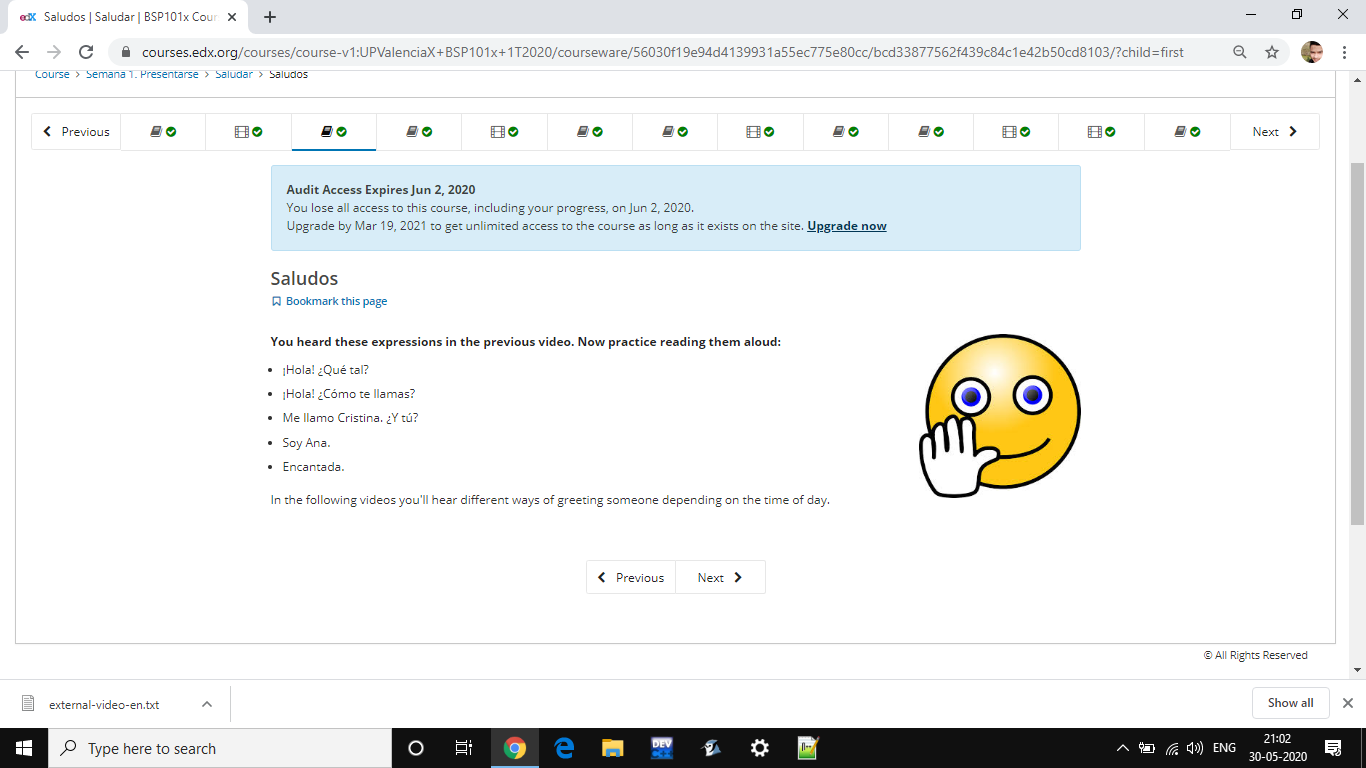 edX Saludos | Saludar | BSP101x Cour
courses.edx.org/courses/course-v1:UPValenciaX+BSP101x+1T2020/courseware/56030f19e94d4139931a55ec775e80cc/bcd33877562f439c84c1e42b50cd8103/?child=first
Course > Semana 1. Presentarse > Saludar > Saludos
Previous Next
Audit Access Expires Jun 2, 2020
You lose all access to this course, including your progress, on Jun 2, 2020.
Upgrade by Mar 19, 2021 to get unlimited access to the course as long as it exists on the site. Upgrade now
Saludos
Bookmark this page
You heard these expressions in the previous video. Now practice reading them aloud:
• ¡Hola! ¿Qué tal?
• ¡Hola! ¿Cómo te llamas?
• Me llamo Cristina. ¿Y tú?
• Soy Ana.
• Encantada.
In the following videos you'll hear different ways of greeting someone depending on the time of day.
Previous Next
© All Rights Reserved
external-video-en.txt Show all
Type here to search DEV ENG 21:02
30-05-2020